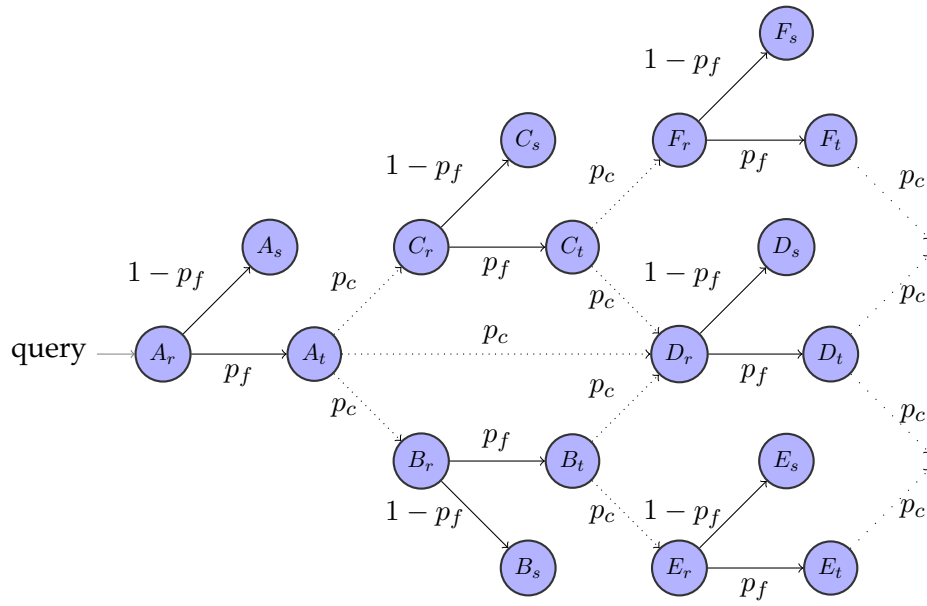 F_s
1 − p_f
F_r
p_f
F_t
p_c
p_c
C_s
1 − p_f
C_r
p_f
C_t
p_c
p_c
D_s
1 − p_f
p_c
A_s
1 − p_f
query
A_r
p_f
A_t
p_c
D_r
p_f
D_t
p_c
p_c
p_c
B_r
p_f
B_t
1 − p_f
B_s
p_c
E_s
1 − p_f
E_r
p_f
E_t
p_c